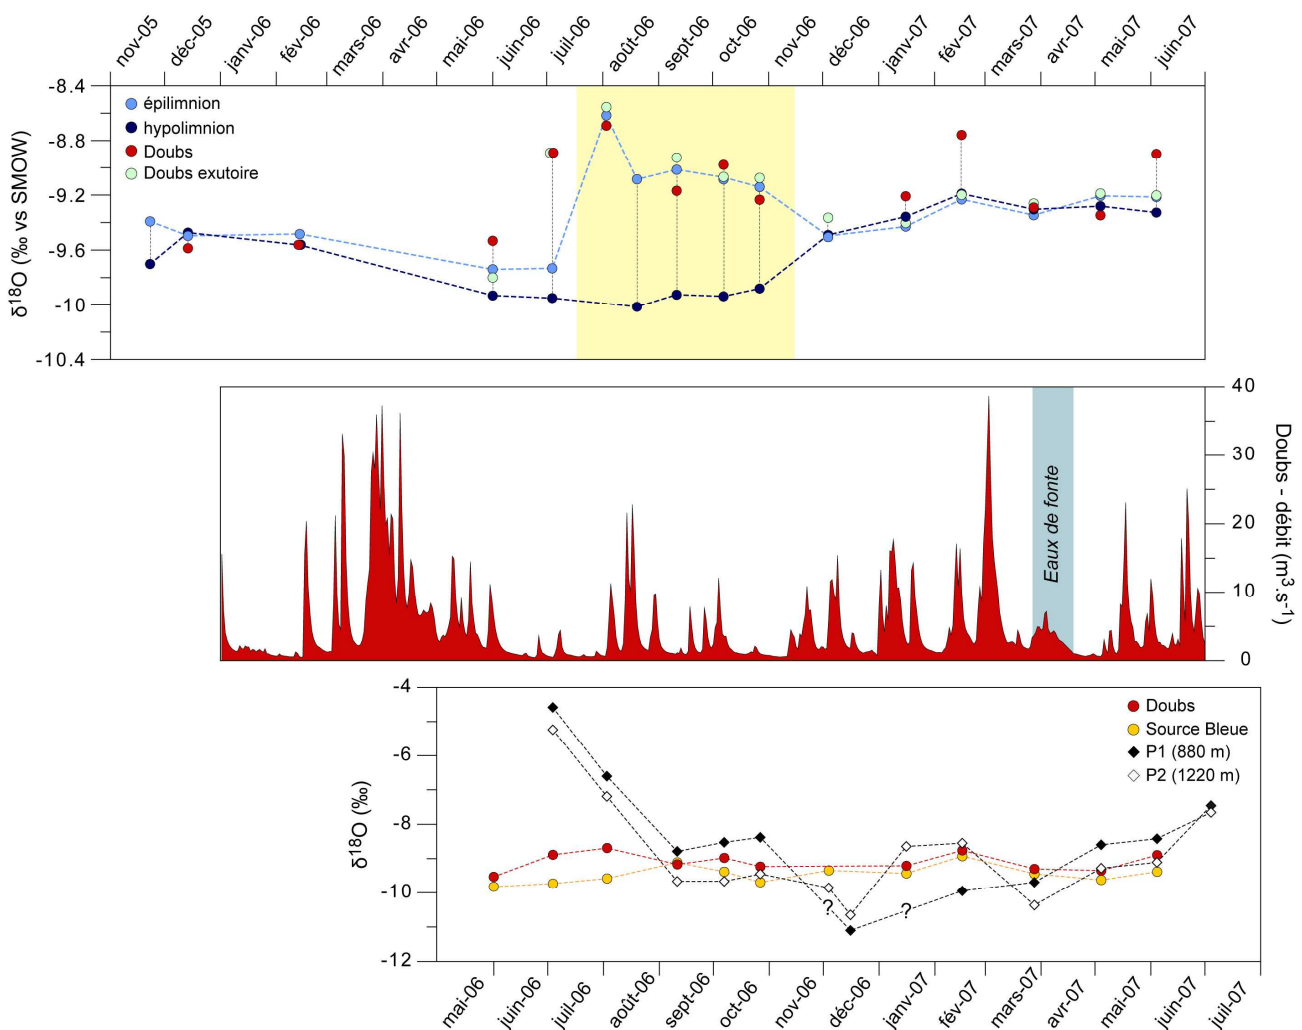 nov-05
déc-05
janv-06
fév-06
mars-06
avr-06
mai-06
juin-06
juil-06
août-06
sept-06
oct-06
nov-06
déc-06
janv-07
fév-07
mars-07
avr-07
mai-07
juin-07
δ¹⁸O (‰ vs SMOW)
-8.4
-8.8
-9.2
-9.6
-10
-10.4
épilimnion
hypolimnion
Doubs
Doubs exutoire
Eaux de fonte
40
30
20
10
0
Doubs - débit (m³.s⁻¹)
δ¹⁸O (‰)
-4
-6
-8
-10
-12
Doubs
Source Bleue
P1 (880 m)
P2 (1220 m)
? ?
mai-06
juin-06
juil-06
août-06
sept-06
oct-06
nov-06
déc-06
janv-07
fév-07
mars-07
avr-07
mai-07
juin-07
juil-07